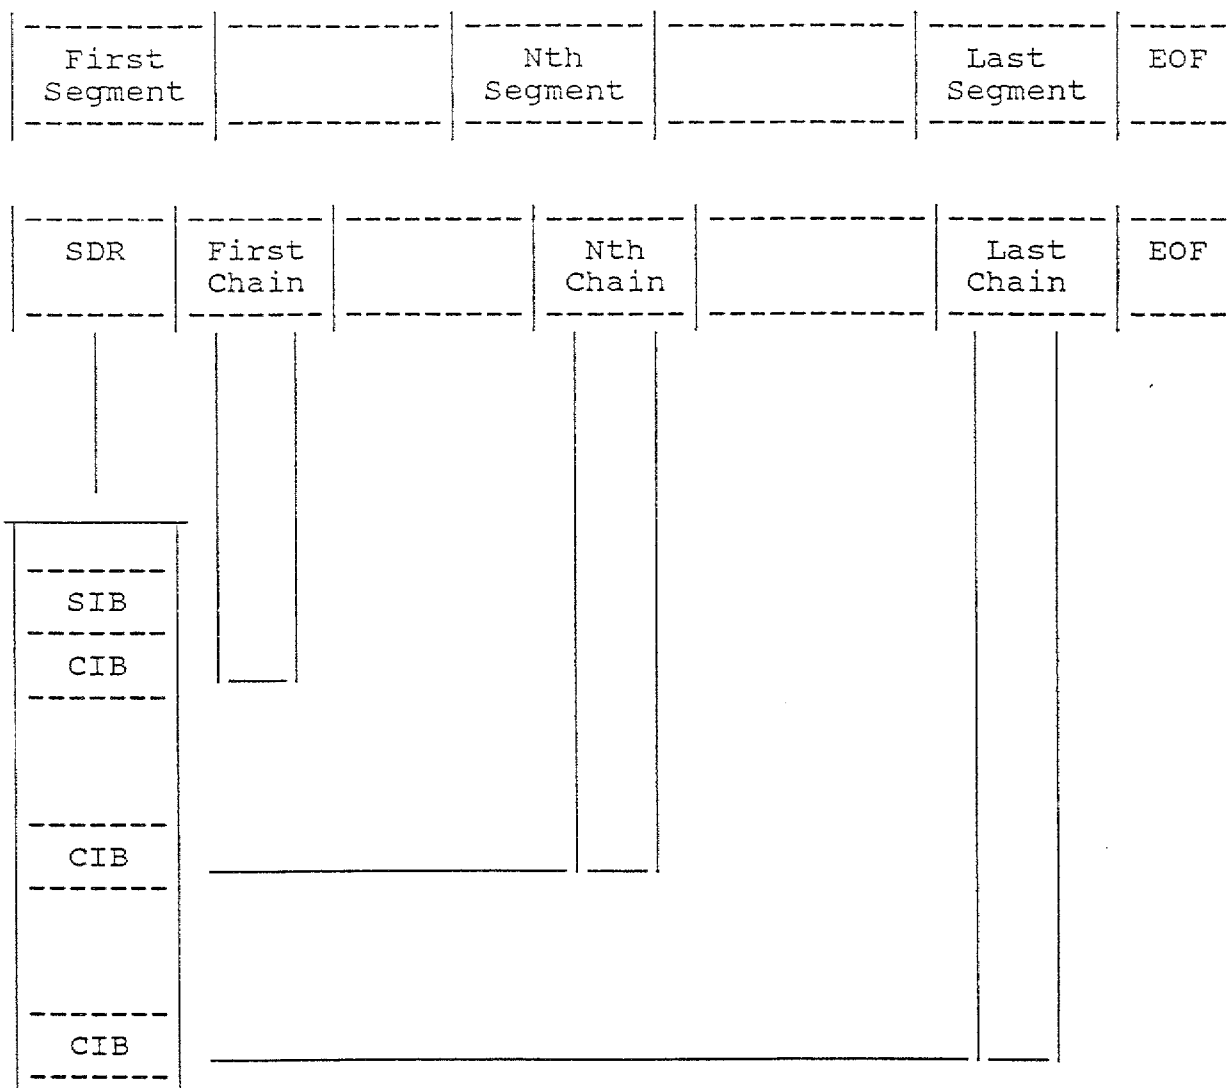 First Nth Last EOF
Segment Segment Segment
SDR First Nth Last EOF
Chain Chain Chain
SIB
CIB
CIB
CIB